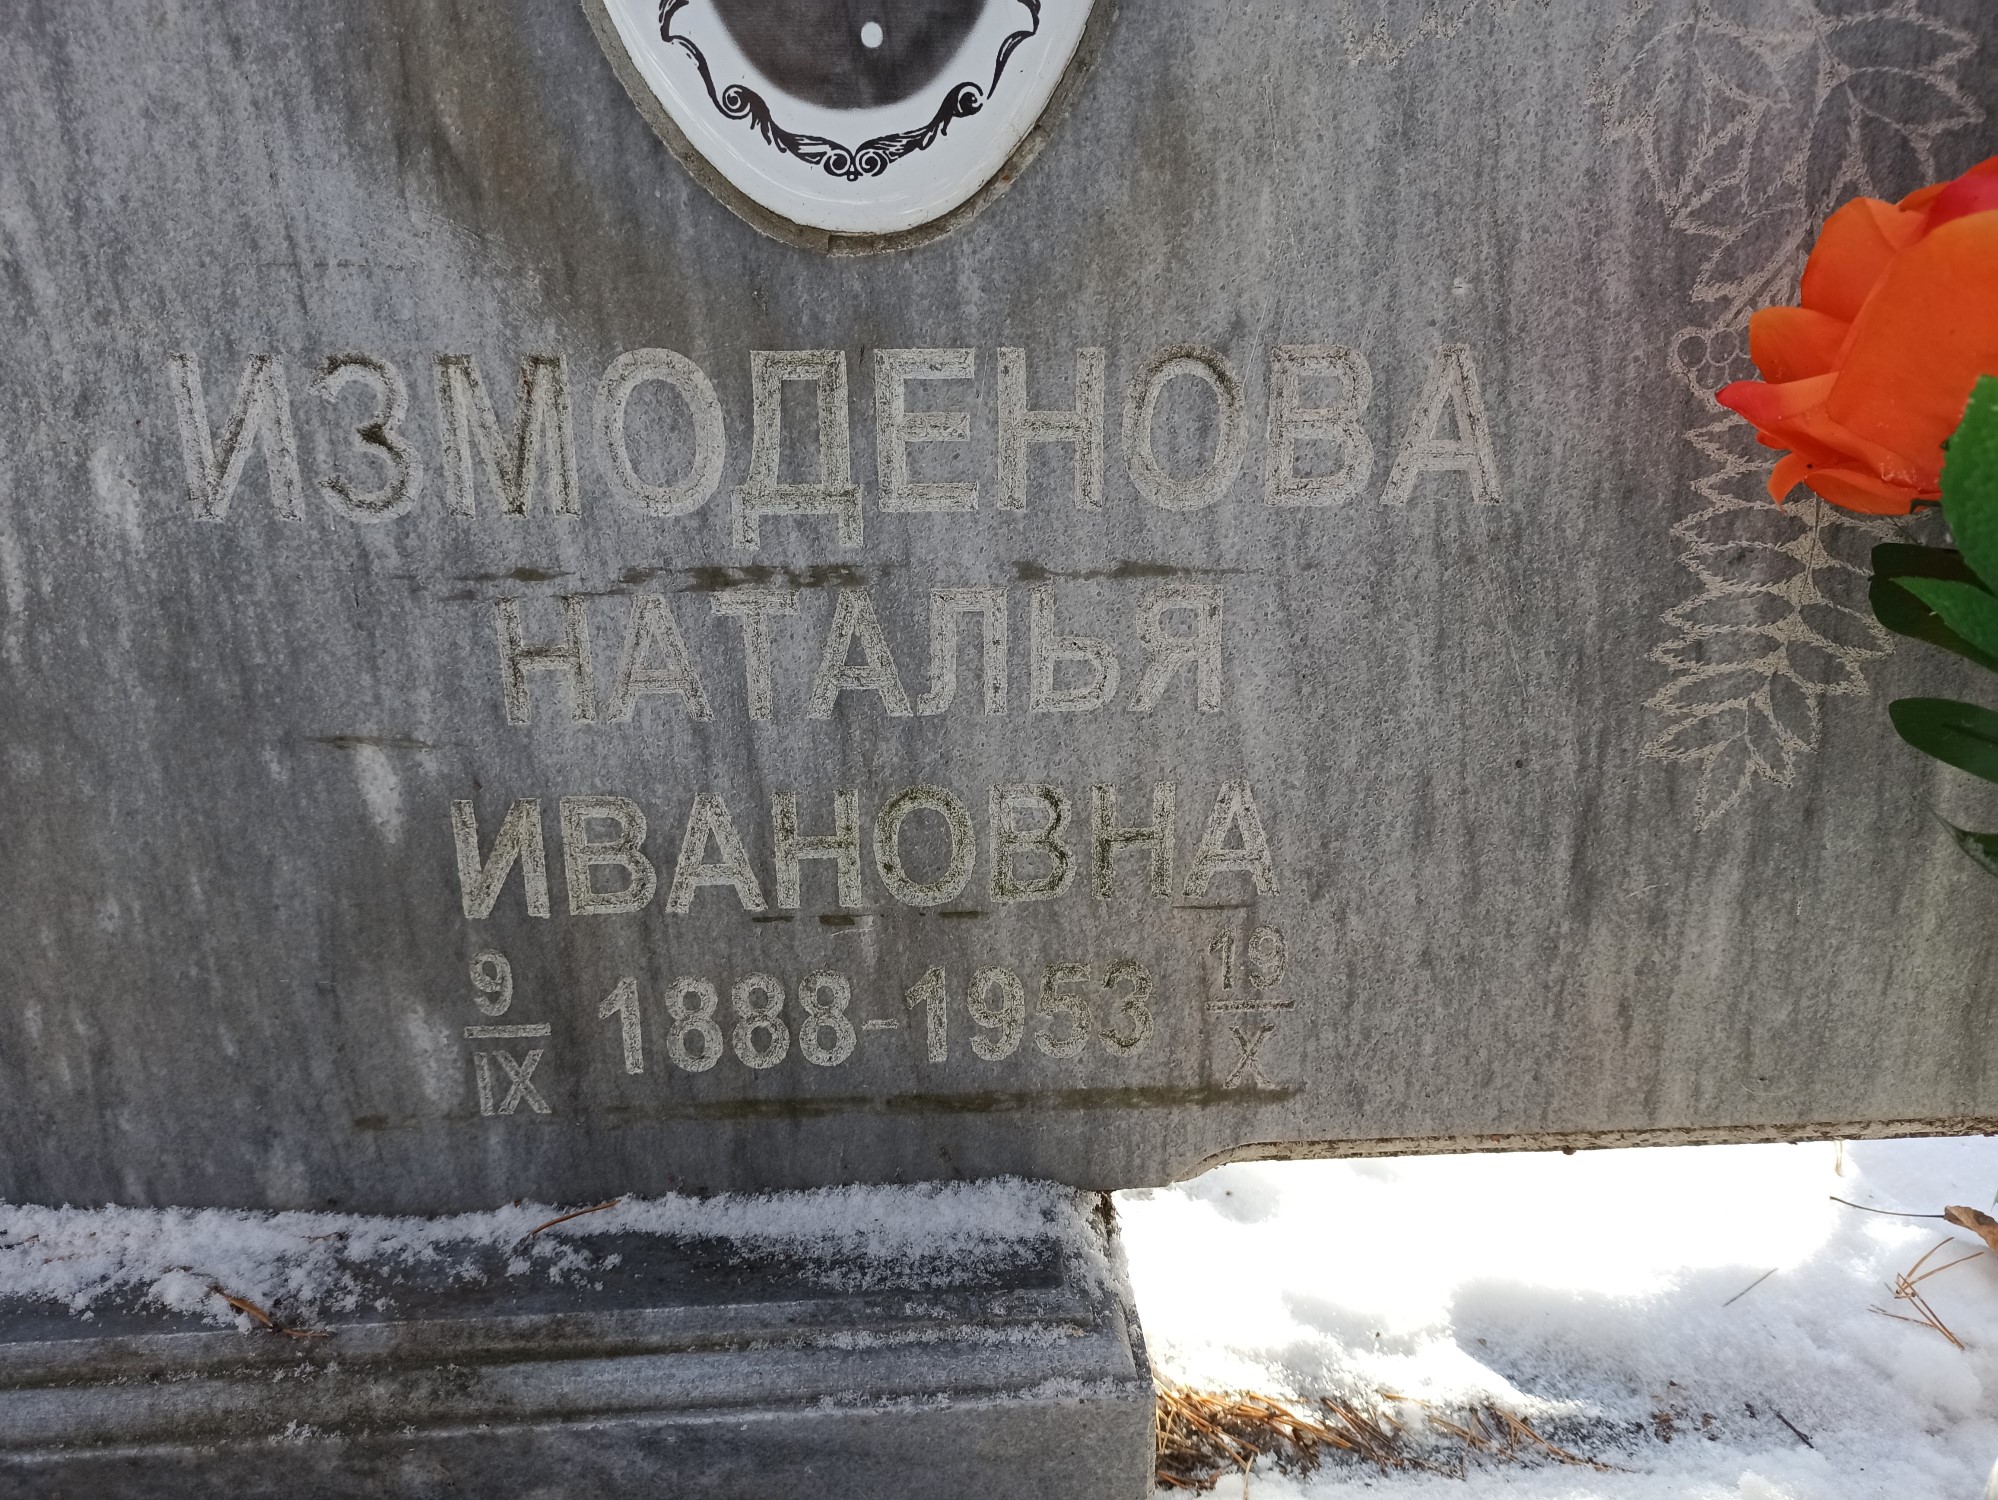 ИЗМОДЕНОВА
НАТАЛЬЯ
ИВАНОВНА
9/IX 1888-1953 19/X